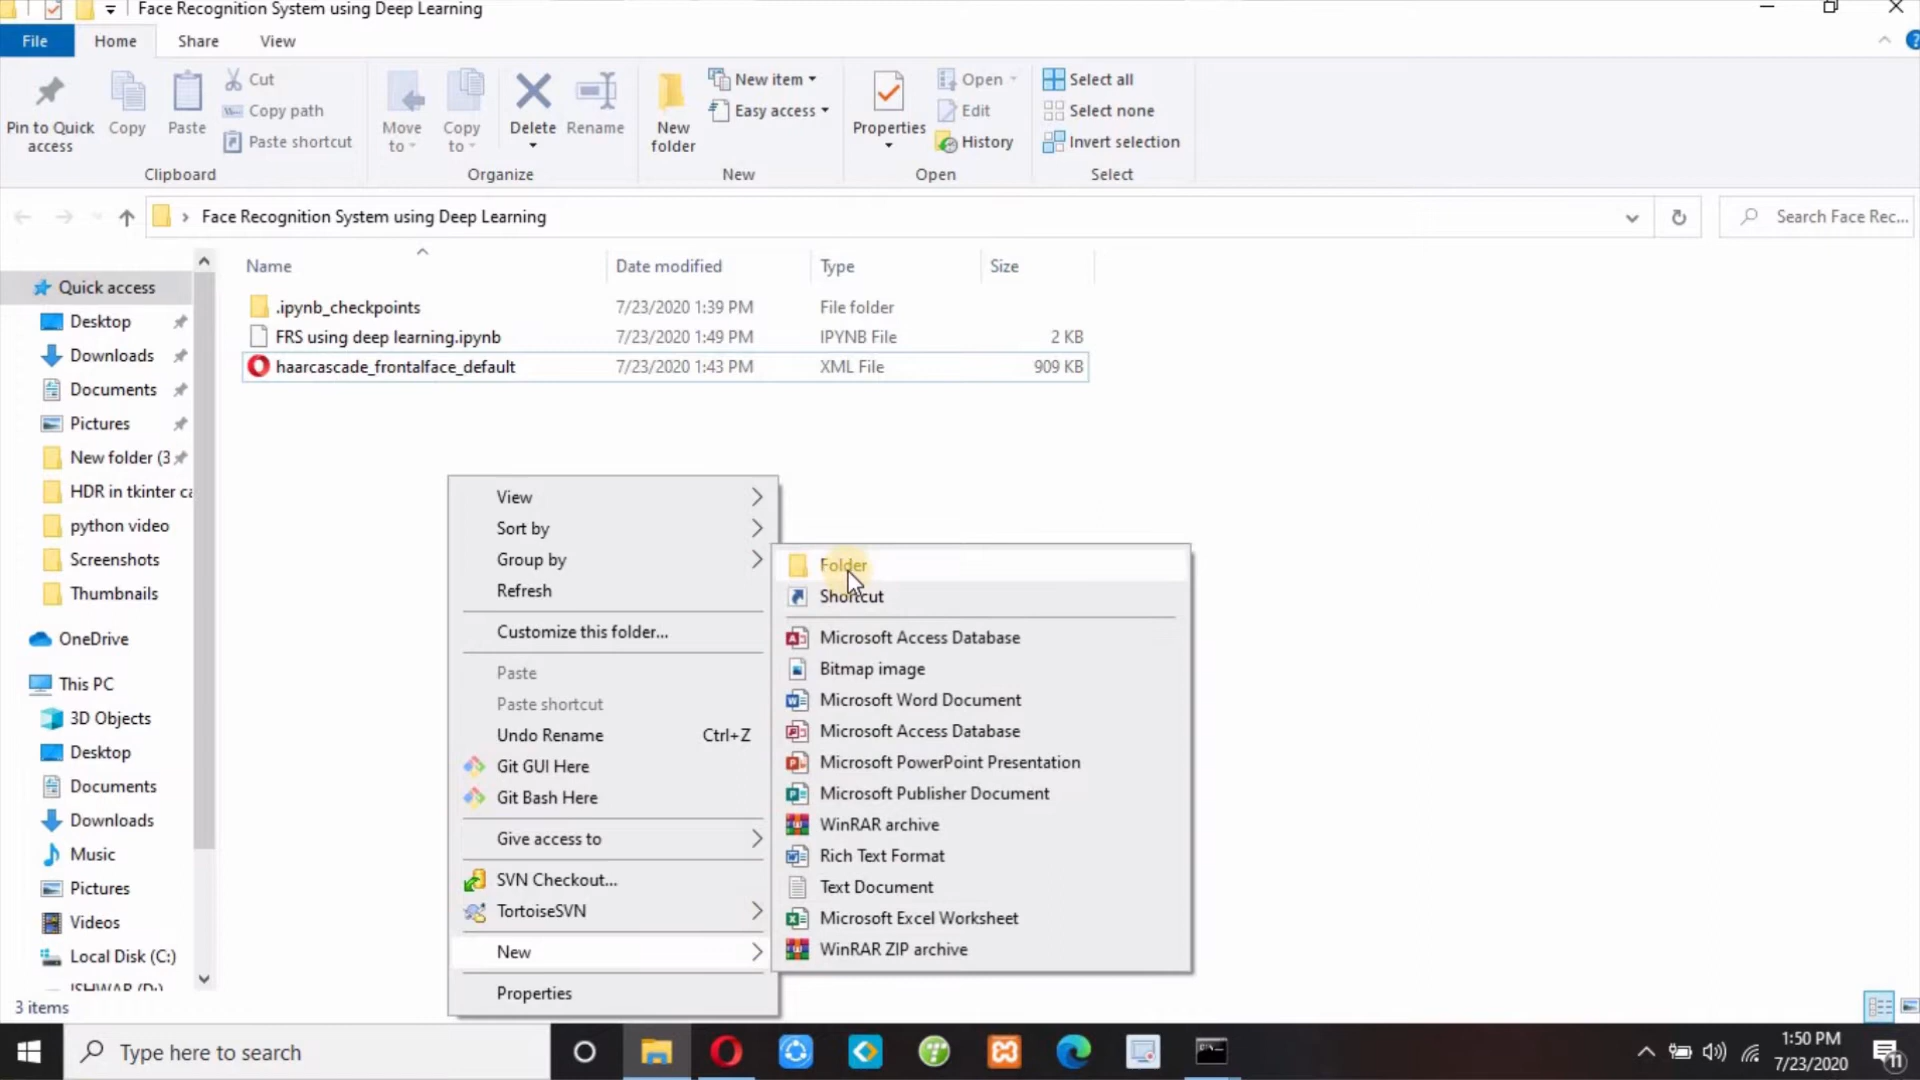 Face Recognition System using Deep Learning
File Home Share View
Pin to Quick access
Copy
Paste
Cut
Copy path
Paste shortcut
Clipboard
Move to
Copy to
Delete
Rename
Organize
New folder
New item
Easy access
New
Properties
Open
Edit
History
Open
Select all
Select none
Invert selection
Select
Face Recognition System using Deep Learning
Search Face Rec...
Name Date modified Type Size
.ipynb_checkpoints 7/23/2020 1:39 PM File folder
FRS using deep learning.ipynb 7/23/2020 1:49 PM IPYNB File 2 KB
haarcascade_frontalface_default 7/23/2020 1:43 PM XML File 909 KB
Quick access
Desktop
Downloads
Documents
Pictures
New folder (3
HDR in tkinter ca
python video
Screenshots
Thumbnails
OneDrive
This PC
3D Objects
Desktop
Documents
Downloads
Music
Pictures
Videos
Local Disk (C:)
ISHWAR (D:)
View
Sort by
Group by
Refresh
Customize this folder...
Paste
Paste shortcut
Undo Rename Ctrl+Z
Git GUI Here
Git Bash Here
Give access to
SVN Checkout...
TortoiseSVN
New
Properties
Folder
Shortcut
Microsoft Access Database
Bitmap image
Microsoft Word Document
Microsoft Access Database
Microsoft PowerPoint Presentation
Microsoft Publisher Document
WinRAR archive
Rich Text Format
Text Document
Microsoft Excel Worksheet
WinRAR ZIP archive
3 items
Type here to search
1:50 PM
7/23/2020
11